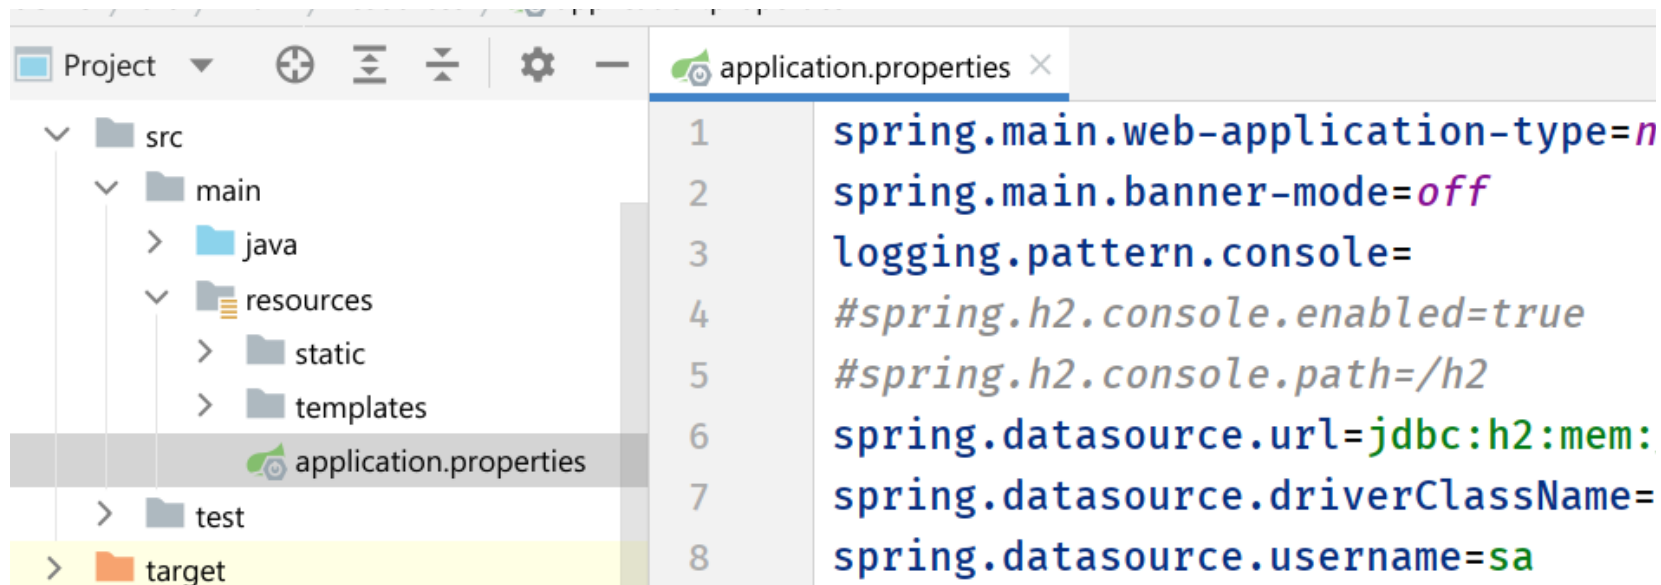 Project
application.properties
src
main
java
resources
static
templates
application.properties
test
target
1 spring.main.web-application-type=
2 spring.main.banner-mode=off
3 logging.pattern.console=
4 #spring.h2.console.enabled=true
5 #spring.h2.console.path=/h2
6 spring.datasource.url=jdbc:h2:mem:
7 spring.datasource.driverClassName=
8 spring.datasource.username=sa